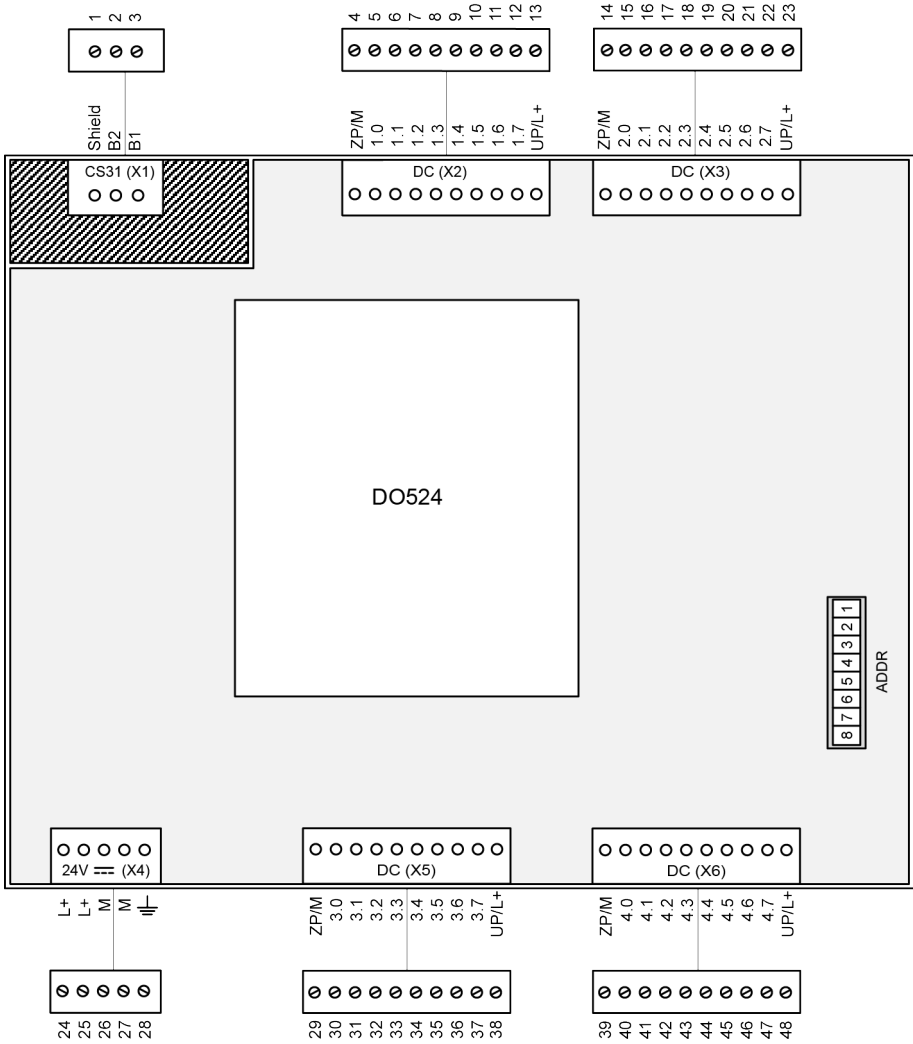 1 2 3
4 5 6 7 8 9 10 11 12 13
14 15 16 17 18 19 20 21 22 23
Shield B2 B1
ZP/M 1.0 1.1 1.2 1.3 1.4 1.5 1.6 1.7 UP/L+
ZP/M 2.0 2.1 2.2 2.3 2.4 2.5 2.6 2.7 UP/L+
CS31 (X1)
DC (X2)
DC (X3)
DO524
1 2 3 4 5 6 7 8
ADDR
24V (X4)
DC (X5)
DC (X6)
L+ L+ M M
ZP/M 3.0 3.1 3.2 3.3 3.4 3.5 3.6 3.7 UP/L+
ZP/M 4.0 4.1 4.2 4.3 4.4 4.5 4.6 4.7 UP/L+
24 25 26 27 28
29 30 31 32 33 34 35 36 37 38
39 40 41 42 43 44 45 46 47 48